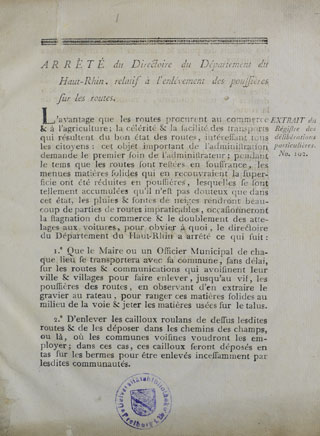 ARRÊTÉ du Directoire du Département du
Haut-Rhin, relatif à l'enlévement des poussières
sur les routes.
L'avantage que les routes procurent au commerce
& à l'agriculture; la célérité & la facilité des transports
qui résultent du bon état des routes, intéressant tous
les citoyens: cet objet important de l'administration
demande le premier soin de l'administrateur; pendant
le tems que les routes sont restées en souffrance, les
menues matières solides qui en recouvraient la super-
ficie ont été réduites en poussières, lesquelles se sont
tellement accumulées qu'il n'est pas douteux que dans
cet état, les pluies & fontes de neiges rendront beau-
coup de parties de routes impraticables, occasionneront
la stagnation du commerce & le doublement des atte-
lages aux voitures, pour obvier à quoi, le directoire
du Département du Haut-Rhin a arrêté ce qui suit:
EXTRAIT du
Régistre des
délibérations
particulières.
No. 102.
1.° Que le Maire ou un Officier Municipal de cha-
que lieu se transportera avec sa commune, sans délai,
sur les routes & communications qui avoisinent leur
ville & villages pour faire enlever, jusqu'au vif, les
poussières des routes, en observant d'en extraire le
gravier au rateau, pour ranger ces matières solides au
milieu de la voie & jeter les matières usées sur le talus.
2.° D'enlever les cailloux roulans de dessus lesdites
routes & de les déposer dans les chemins des champs,
ou là, où les communes voisines voudront les em-
ployer; dans ces cas, ces cailloux seront déposés en
tas sur les bermes pour être enlevés incessamment par
lesdites communautés.
Universitätsbibliothek
Freiburg i. Br.